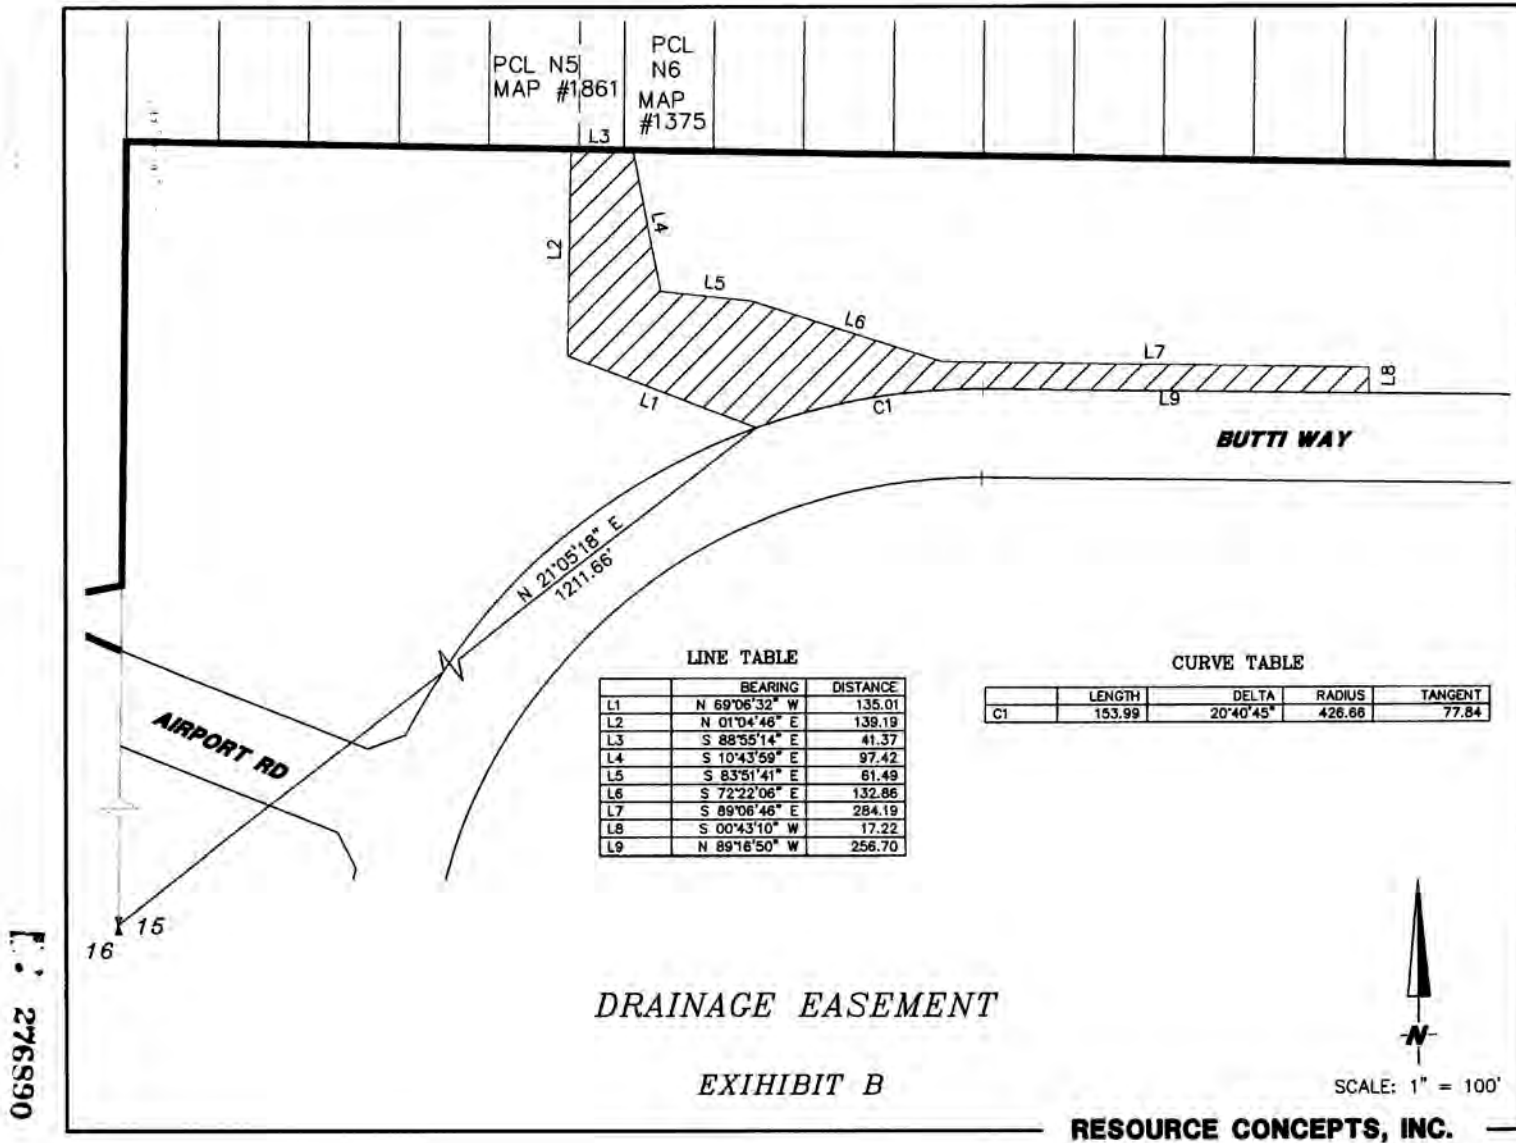 PCL N5
MAP #1861
PCL
N6
MAP
#1375
L3
L2
L4
L5
L6
L7
L8
L1
C1
L9
BUTTI WAY
N 21°05'18" E
1211.66'
AIRPORT RD
15
16
LINE TABLE
BEARING DISTANCE
L1 N 69°06'32" W 135.01
L2 N 01°04'46" E 139.19
L3 S 88°55'14" E 41.37
L4 S 10°43'59" E 97.42
L5 S 83°51'41" E 61.49
L6 S 72°22'06" E 132.86
L7 S 89°06'46" E 284.19
L8 S 00°43'10" W 17.22
L9 N 89°16'50" W 256.70
CURVE TABLE
LENGTH DELTA RADIUS TANGENT
C1 153.99 20°40'45" 426.66 77.84
DRAINAGE EASEMENT
EXIHIBIT B
N
SCALE: 1" = 100'
RESOURCE CONCEPTS, INC.
276890